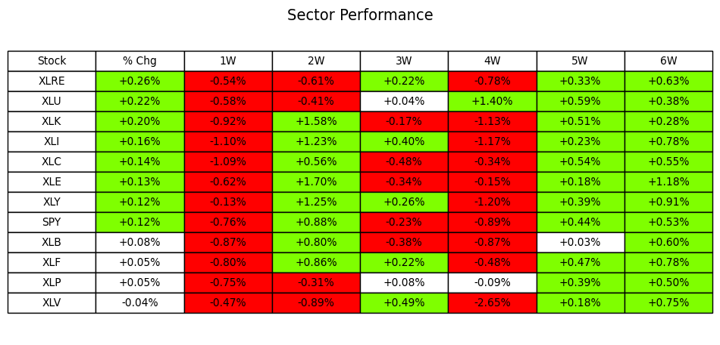 Sector Performance
Stock % Chg 1W 2W 3W 4W 5W 6W
XLRE +0.26% -0.54% -0.61% +0.22% -0.78% +0.33% +0.63%
XLU +0.22% -0.58% -0.41% +0.04% +1.40% +0.59% +0.38%
XLK +0.20% -0.92% +1.58% -0.17% -1.13% +0.51% +0.28%
XLI +0.16% -1.10% +1.23% +0.40% -1.17% +0.23% +0.78%
XLC +0.14% -1.09% +0.56% -0.48% -0.34% +0.54% +0.55%
XLE +0.13% -0.62% +1.70% -0.34% -0.15% +0.18% +1.18%
XLY +0.12% -0.13% +1.25% +0.26% -1.20% +0.39% +0.91%
SPY +0.12% -0.76% +0.88% -0.23% -0.89% +0.44% +0.53%
XLB +0.08% -0.87% +0.80% -0.38% -0.87% +0.03% +0.60%
XLF +0.05% -0.80% +0.86% +0.22% -0.48% +0.47% +0.78%
XLP +0.05% -0.75% -0.31% +0.08% -0.09% +0.39% +0.50%
XLV -0.04% -0.47% -0.89% +0.49% -2.65% +0.18% +0.75%